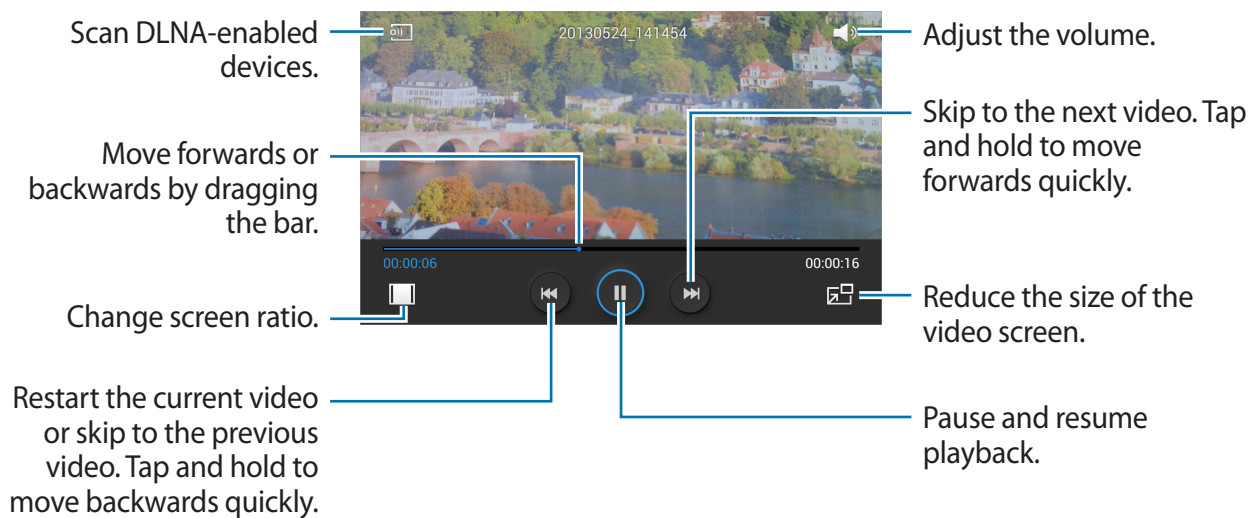 Scan DLNA-enabled
devices.
20130524_141454
Adjust the volume.
Skip to the next video. Tap
and hold to move
forwards quickly.
Move forwards or
backwards by dragging
the bar.
00:00:06
00:00:16
Change screen ratio.
Reduce the size of the
video screen.
Restart the current video
or skip to the previous
video. Tap and hold to
move backwards quickly.
Pause and resume
playback.